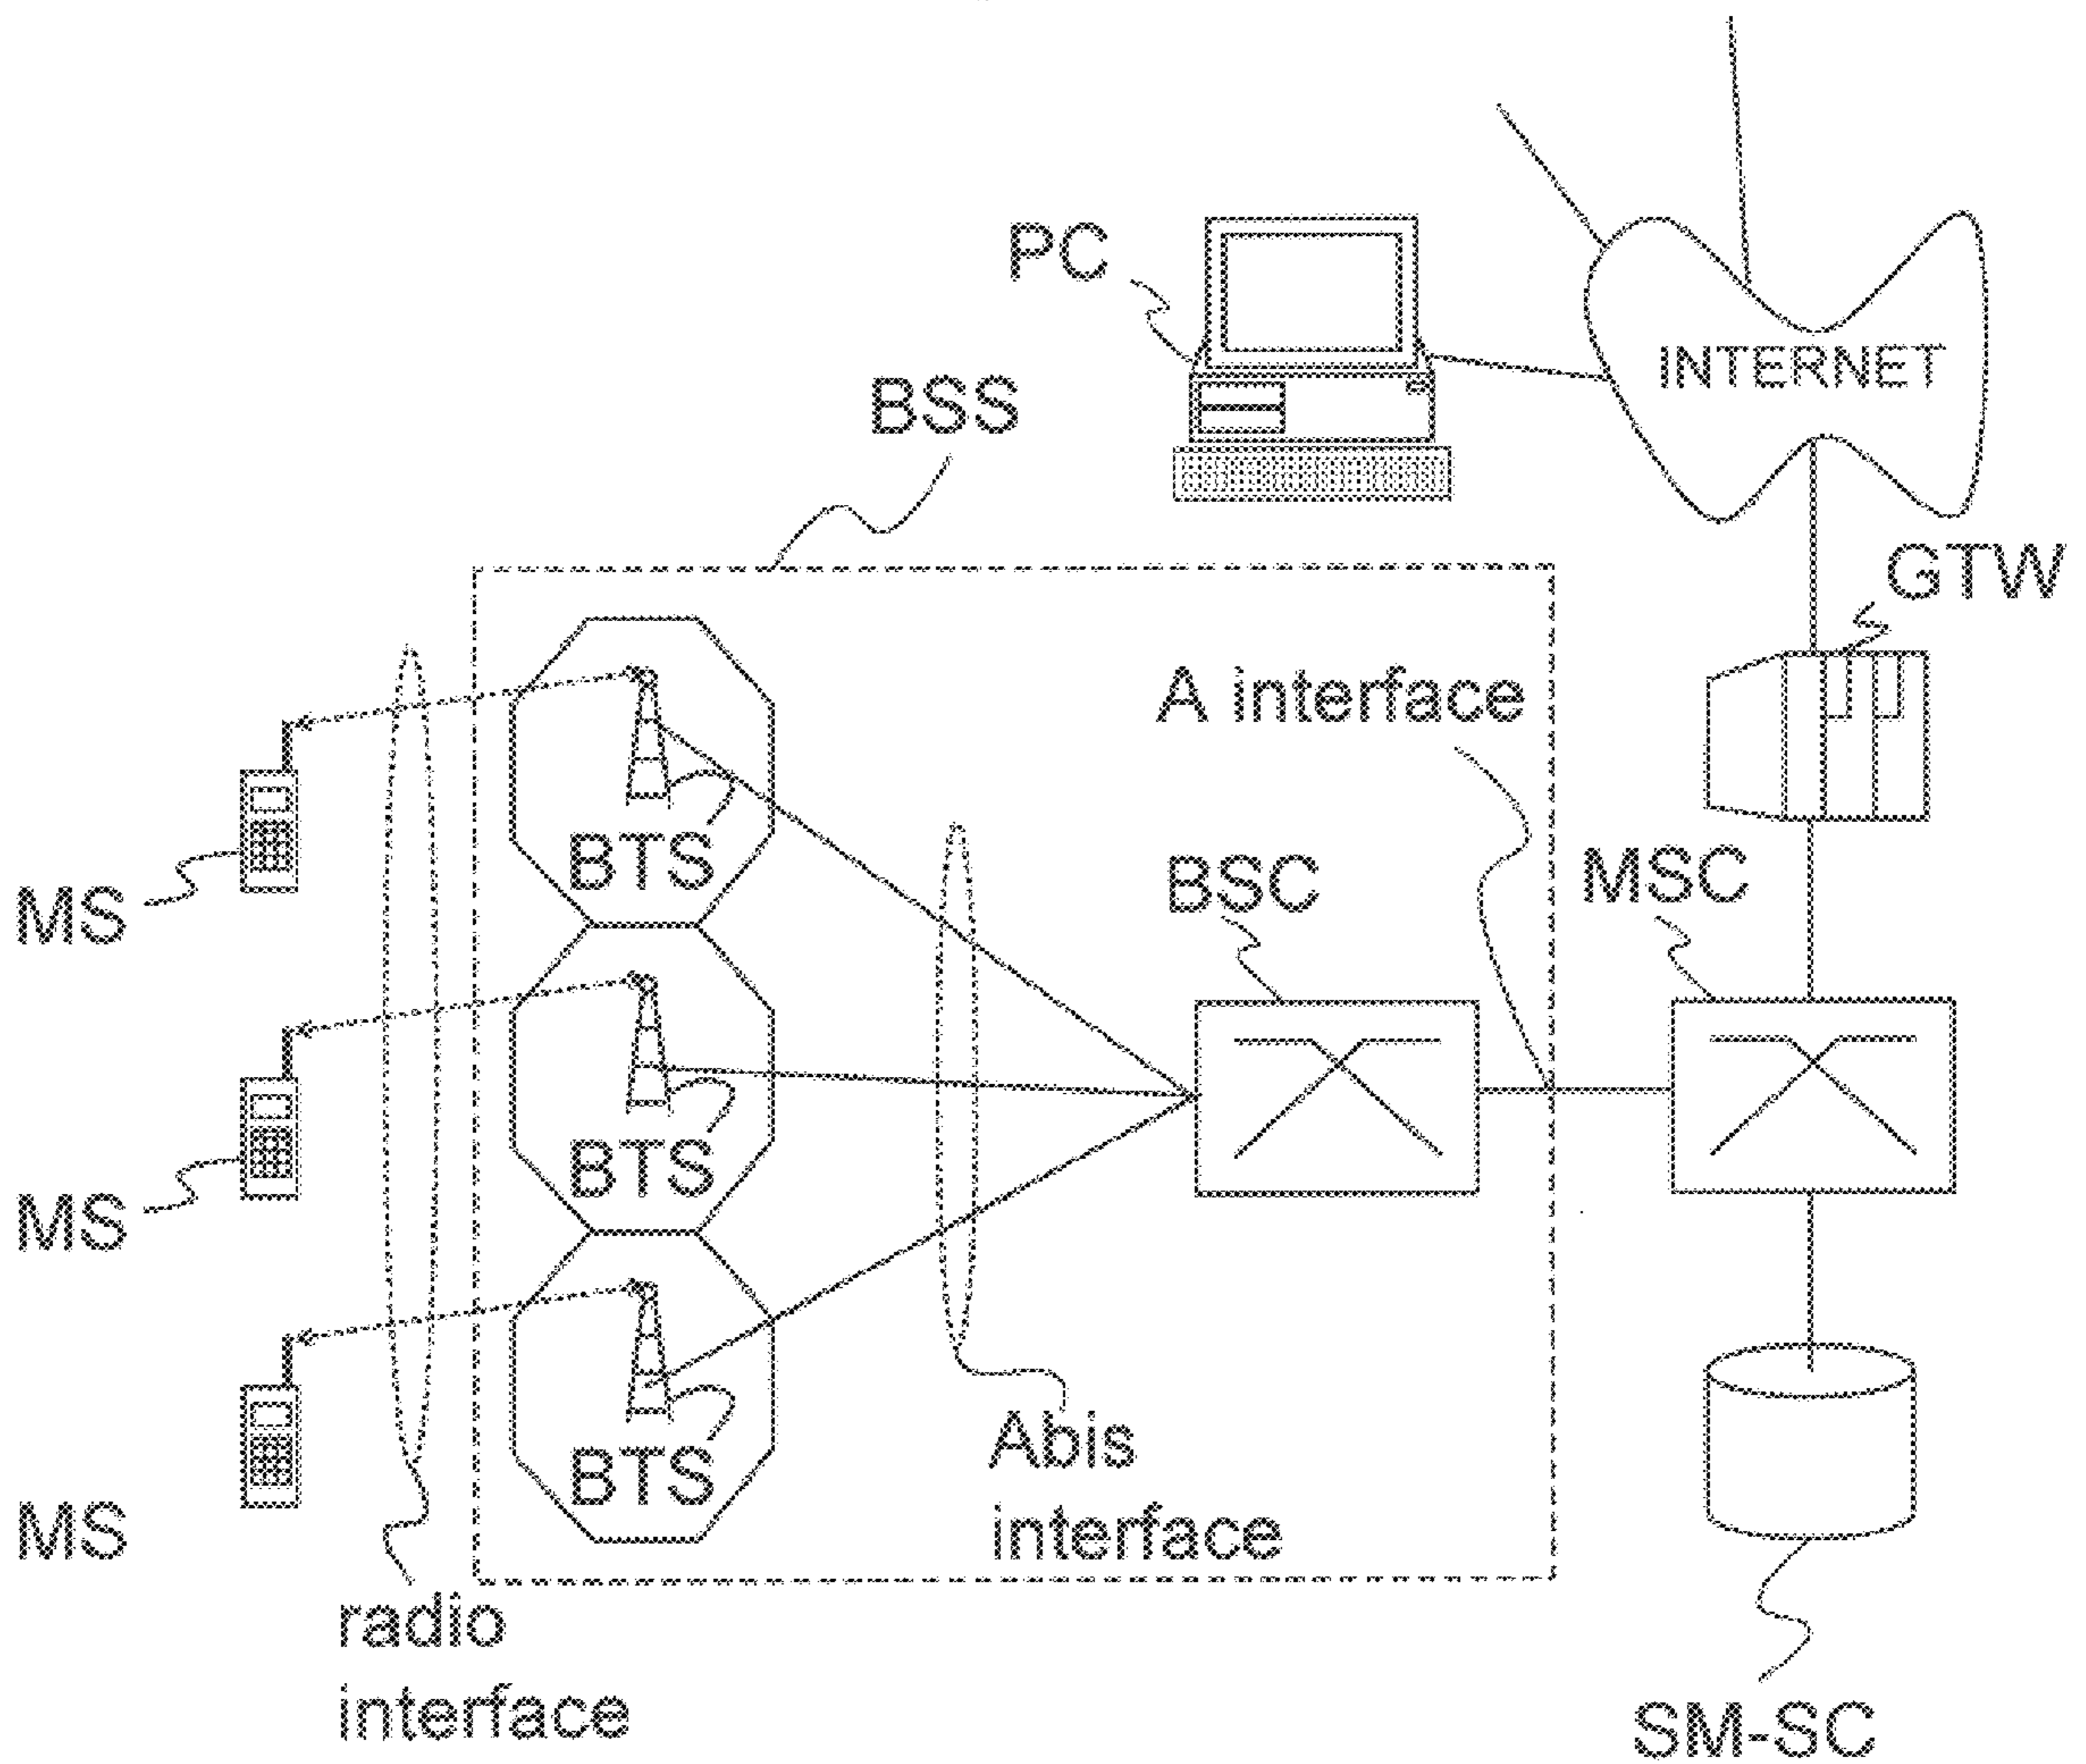 PC
INTERNET
BSS
GTW
A interface
BTS
BSC
MSC
MS
BTS
MS
Abis
interface
BTS
MS
radio
interface
SM-SC